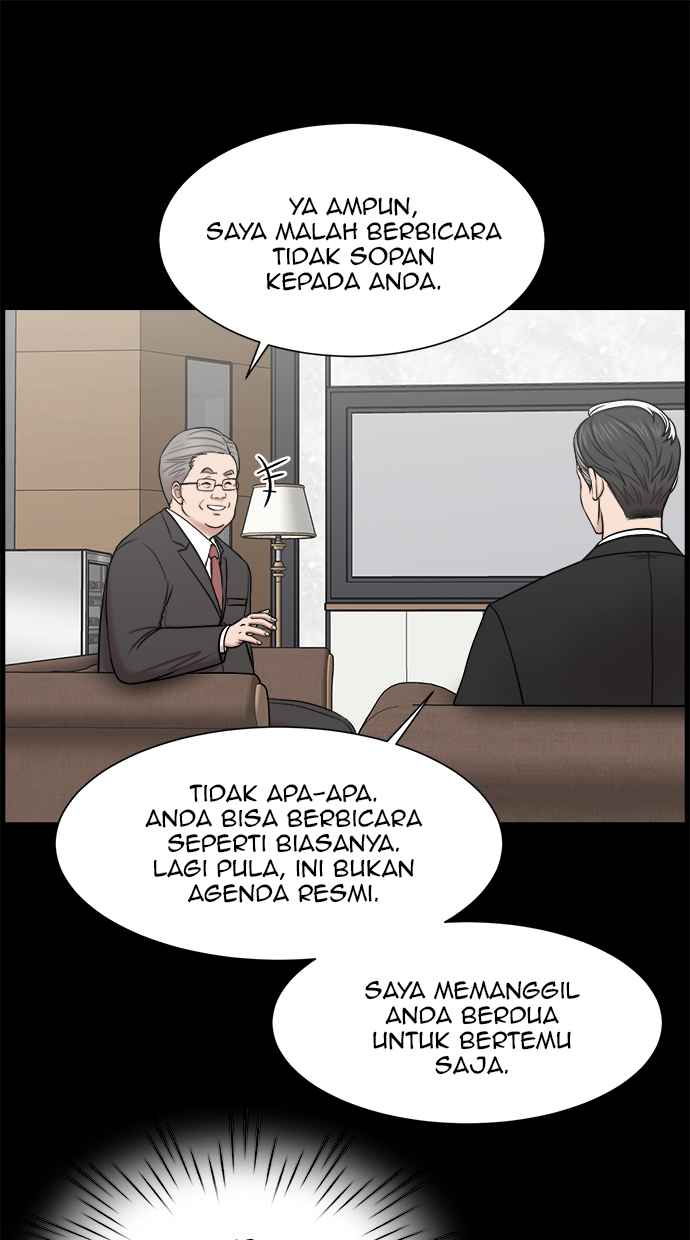 YA AMPUN,
SAYA MALAH BERBICARA
TIDAK SOPAN
KEPADA ANDA.
TIDAK APA-APA.
ANDA BISA BERBICARA
SEPERTI BIASANYA.
LAGI PULA, INI BUKAN
AGENDA RESMI.
SAYA MEMANGGIL
ANDA BERDUA
UNTUK BERTEMU
SAJA.